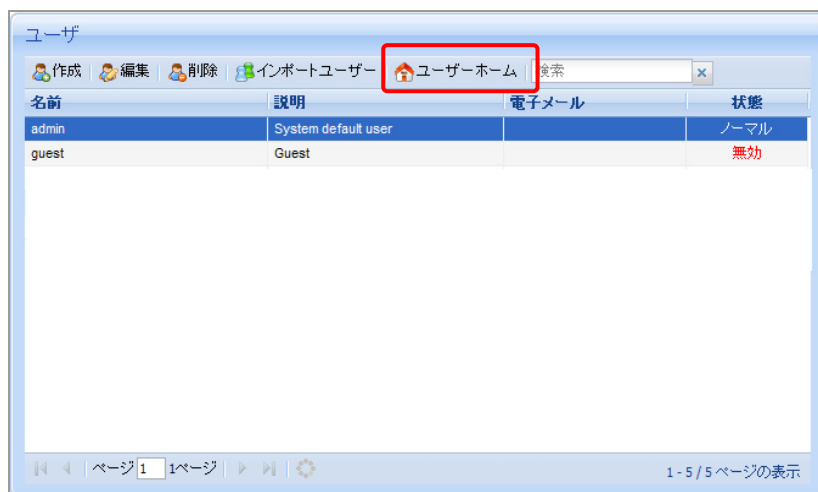 ユーザ
作成 編集 削除 インポートユーザー ユーザーホーム 検索
名前 説明 電子メール 状態
admin System default user ノーマル
guest Guest 無効
ページ 1 1ページ 1 - 5 / 5 ページの表示